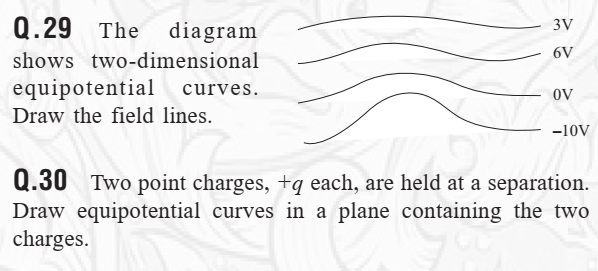 Q.29 The diagram
shows two-dimensional
equipotential curves.
Draw the field lines.
3V
6V
0V
–10V
Q.30 Two point charges, +q each, are held at a separation.
Draw equipotential curves in a plane containing the two
charges.